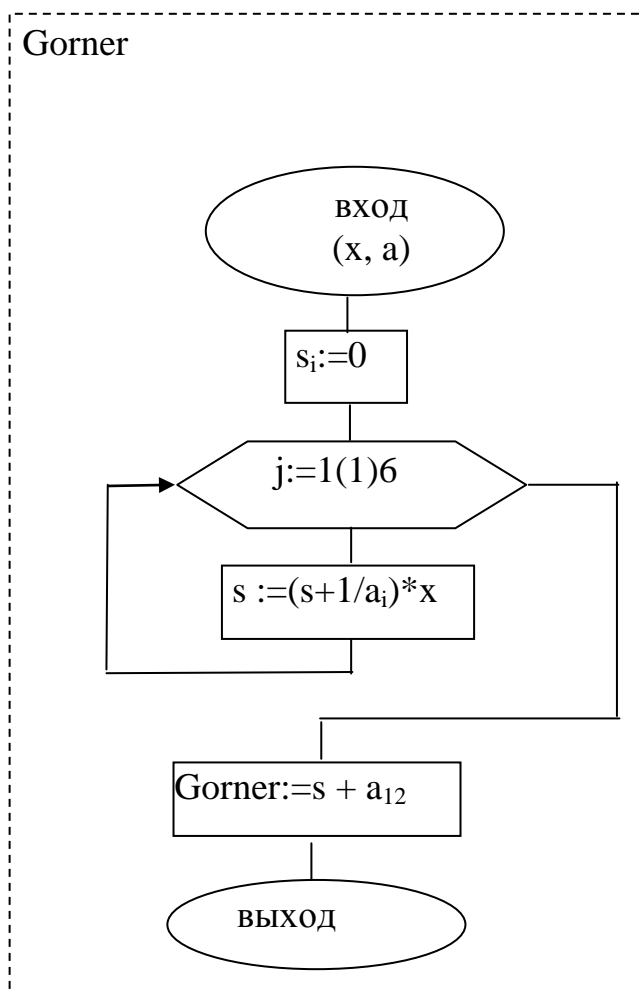 Gorner
вход
(x, a)
sᵢ:=0
j:=1(1)6
s :=(s+1/aᵢ)*x
Gorner:=s + a₁₂
выход